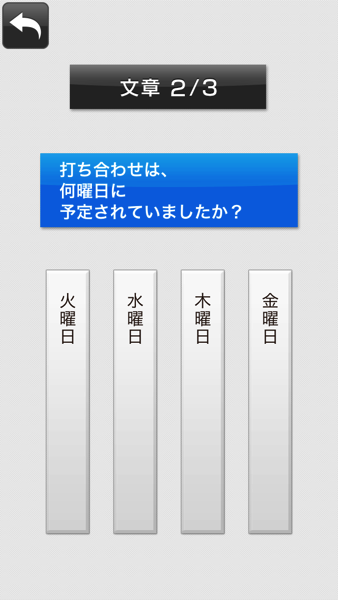 文章 2/3
打ち合わせは、
何曜日に
予定されていましたか？
火曜日
水曜日
木曜日
金曜日